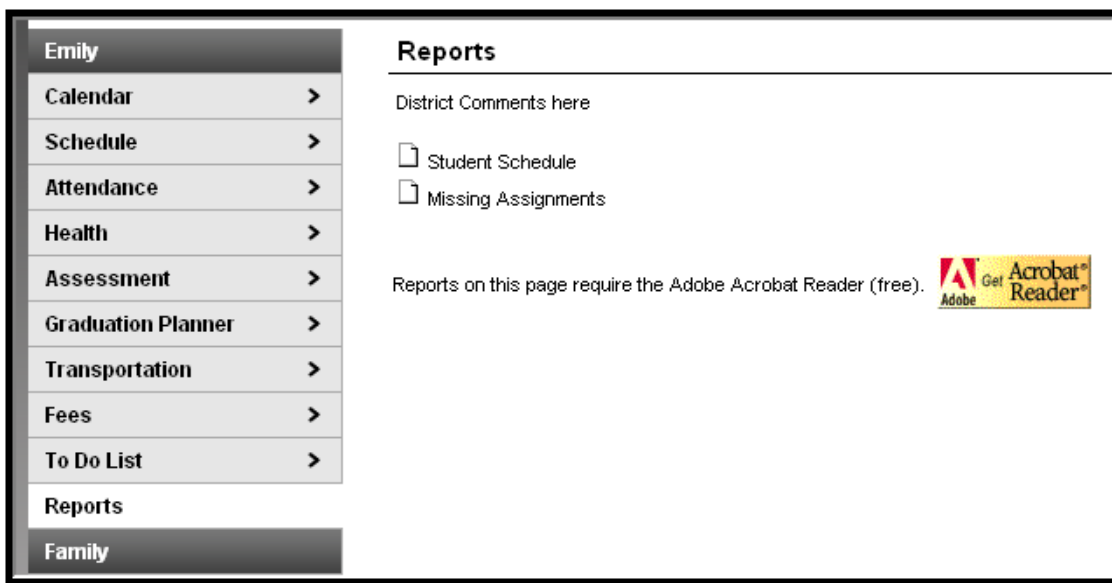 Emily
Calendar
Schedule
Attendance
Health
Assessment
Graduation Planner
Transportation
Fees
To Do List
Reports
Family
Reports
District Comments here
Student Schedule
Missing Assignments
Reports on this page require the Adobe Acrobat Reader (free).
Adobe
Get Acrobat®
Reader®